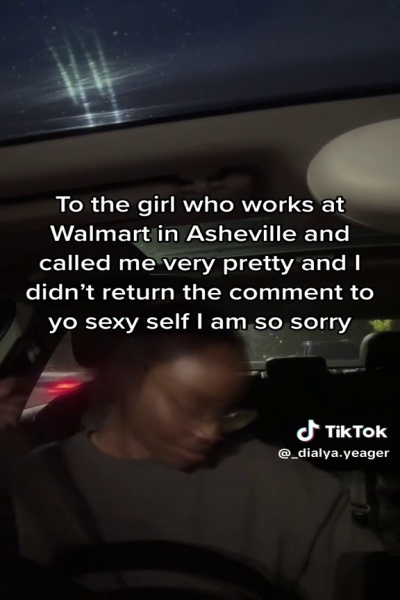 To the girl who works at
Walmart in Asheville and
called me very pretty and I
didn't return the comment to
yo sexy self I am so sorry
TikTok
@_dialya.yeager